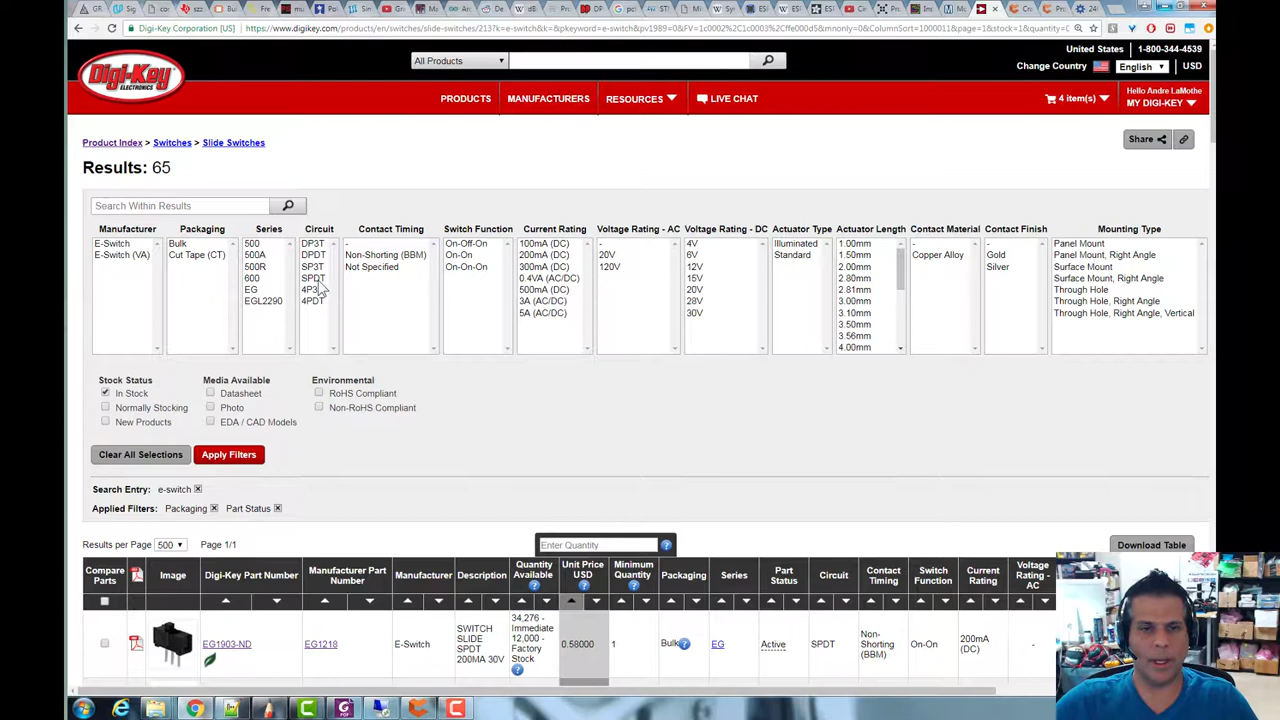 Digi-Key Corporation [US] https://www.digikey.com/products/en/switches/slide-switches/213?k=e-switch&k=&pkeyword=e-switch&pv1989=0&FV=1c0002%2C1c0003%2Cffe000d5&mnonly=0&ColumnSort=1000011&page=1&stock=1&quantity=
United States 1-800-344-4539
Change Country English USD
All Products
Digi-Key
ELECTRONICS
PRODUCTS MANUFACTURERS RESOURCES LIVE CHAT
4 item(s)
Hello Andre LaMothe
MY DIGI-KEY
Product Index > Switches > Slide Switches
Share
Results: 65
Search Within Results
Manufacturer
E-Switch
E-Switch (VA)
Packaging
Bulk
Cut Tape (CT)
Series
500
500A
500R
600
EG
EGL2290
Circuit
DP3T
DPDT
SP3T
SPDT
4P3
4PDT
Contact Timing
-
Non-Shorting (BBM)
Not Specified
Switch Function
On-Off-On
On-On
On-On-On
Current Rating
100mA (DC)
200mA (DC)
300mA (DC)
0.4VA (AC/DC)
500mA (DC)
3A (AC/DC)
5A (AC/DC)
Voltage Rating - AC
-
20V
120V
Voltage Rating - DC
4V
6V
12V
15V
20V
28V
30V
Actuator Type
Illuminated
Standard
Actuator Length
1.00mm
1.50mm
2.00mm
2.80mm
2.81mm
3.00mm
3.10mm
3.50mm
3.56mm
4.00mm
Contact Material
-
Copper Alloy
Contact Finish
-
Gold
Silver
Mounting Type
Panel Mount
Panel Mount, Right Angle
Surface Mount
Surface Mount, Right Angle
Through Hole
Through Hole, Right Angle
Through Hole, Right Angle, Vertical
Stock Status
In Stock
Normally Stocking
New Products
Media Available
Datasheet
Photo
EDA / CAD Models
Environmental
RoHS Compliant
Non-RoHS Compliant
Clear All Selections Apply Filters
Search Entry: e-switch
Applied Filters: Packaging Part Status
Results per Page 500 Page 1/1
Enter Quantity
Download Table
Compare
Parts
Image
Digi-Key Part Number
Manufacturer Part
Number
Manufacturer
Description
Quantity
Available
Unit Price
USD
Minimum
Quantity
Packaging
Series
Part
Status
Circuit
Contact
Timing
Switch
Function
Current
Rating
Voltage
Rating -
AC
EG1903-ND
EG1218
E-Switch
SWITCH
SLIDE
SPDT
200MA 30V
34,276 -
Immediate
12,000 -
Factory
Stock
0.58000
1
Bulk
EG
Active
SPDT
Non-
Shorting
(BBM)
On-On
200mA
(DC)
-